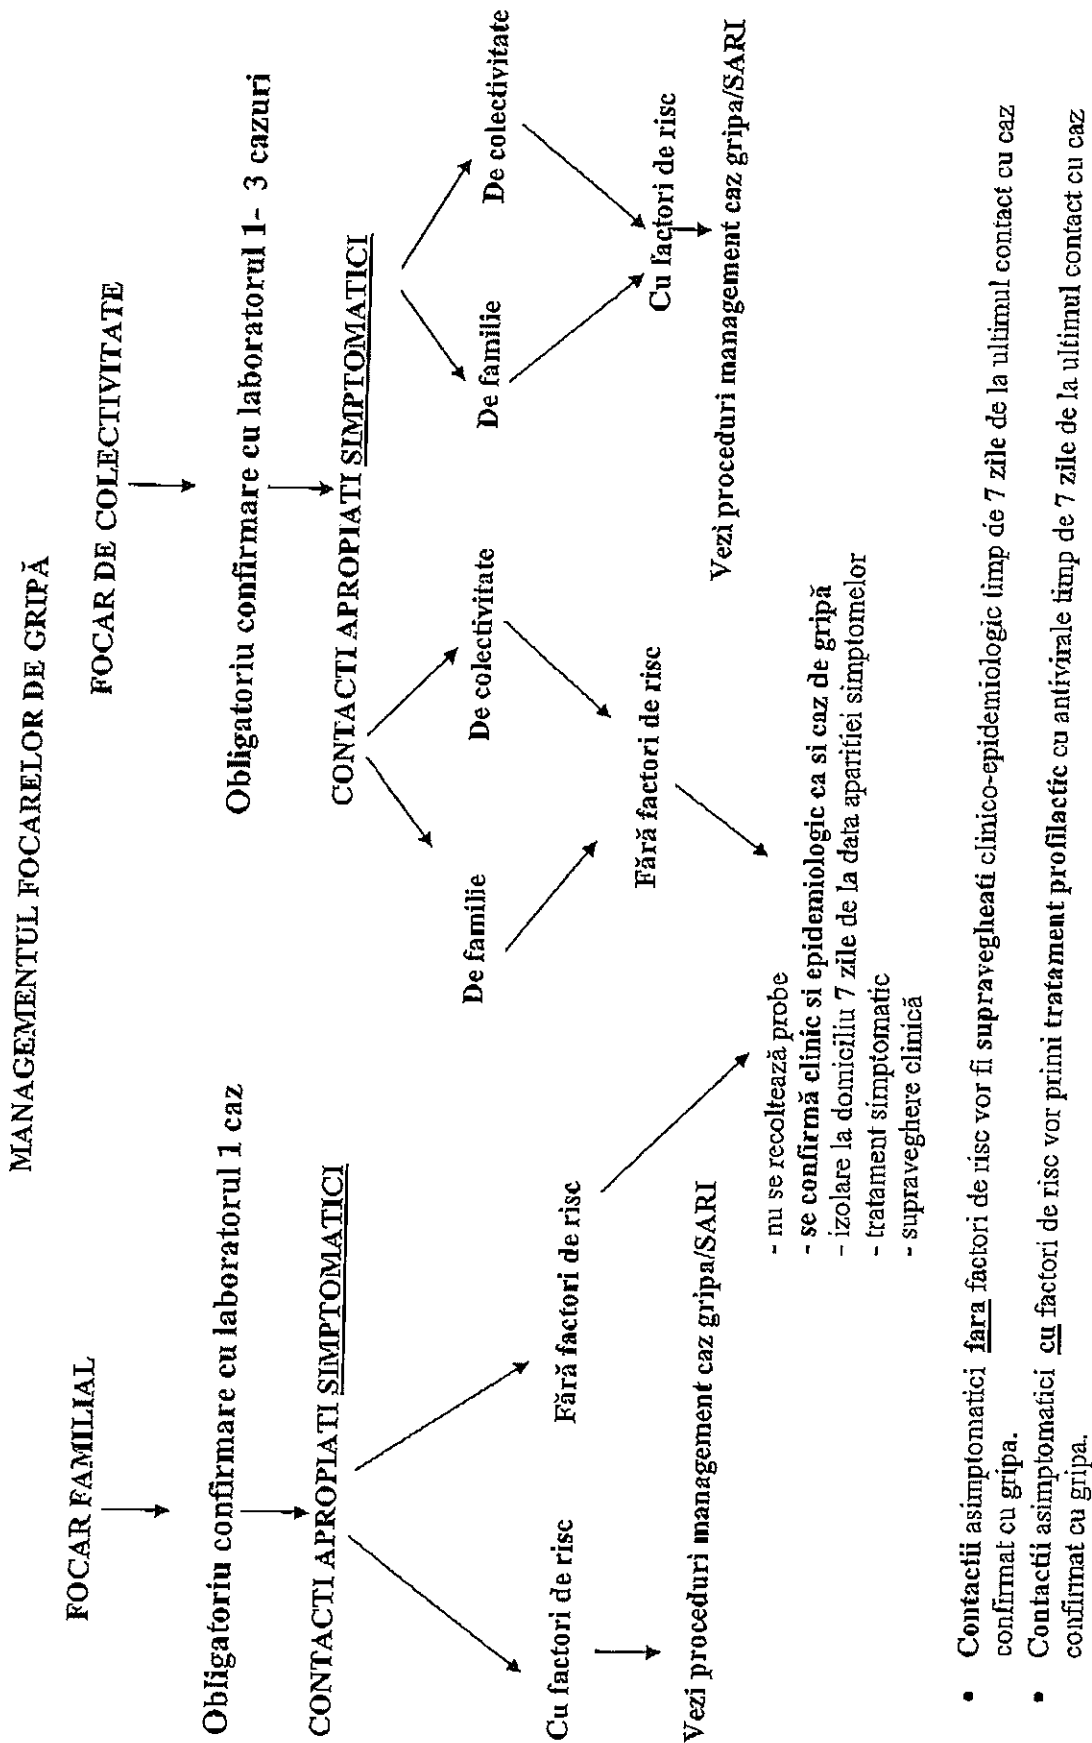 MANAGEMENTUL FOCARELOR DE GRIPĂ
FOCAR FAMILIAL
Obligatoriu confirmare cu laboratorul 1 caz
CONTACTI APROPIATI SIMPTOMATICI
Cu factori de risc
Fără factori de risc
Vezi proceduri management caz gripa/SARI
FOCAR DE COLECTIVITATE
Obligatoriu confirmare cu laboratorul 1- 3 cazuri
CONTACTI APROPIATI SIMPTOMATICI
De familie
De colectivitate
De familie
De colectivitate
Fără factori de risc
Cu factori de risc
Vezi proceduri management caz gripa/SARI
- nu se recoltează probe
- se confirmă clinic si epidemiologic ca si caz de gripă
- izolare la domiciliu 7 zile de la data aparitiei simptomelor
- tratament simptomatic
- supraveghere clinică
• Contactii asimptomatici fara factori de risc vor fi supravegheati clinico-epidemiologic timp de 7 zile de la ultimul contact cu caz
confirmat cu gripa.
• Contactii asimptomatici cu factori de risc vor primi tratament profilactic cu antivirale timp de 7 zile de la ultimul contact cu caz
confirmat cu gripa.